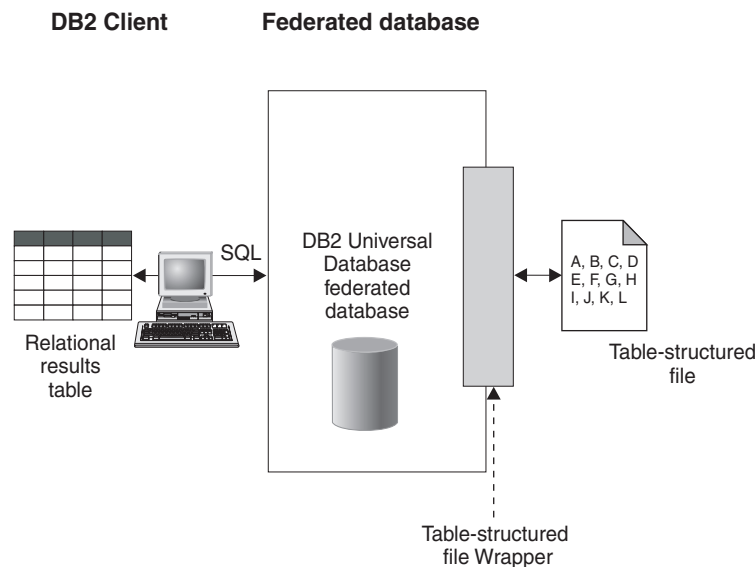 DB2 Client
Federated database
SQL
DB2 Universal
Database
federated
database
A, B, C, D
E, F, G, H
I, J, K, L
Relational
results
table
Table-structured
file
Table-structured
file Wrapper